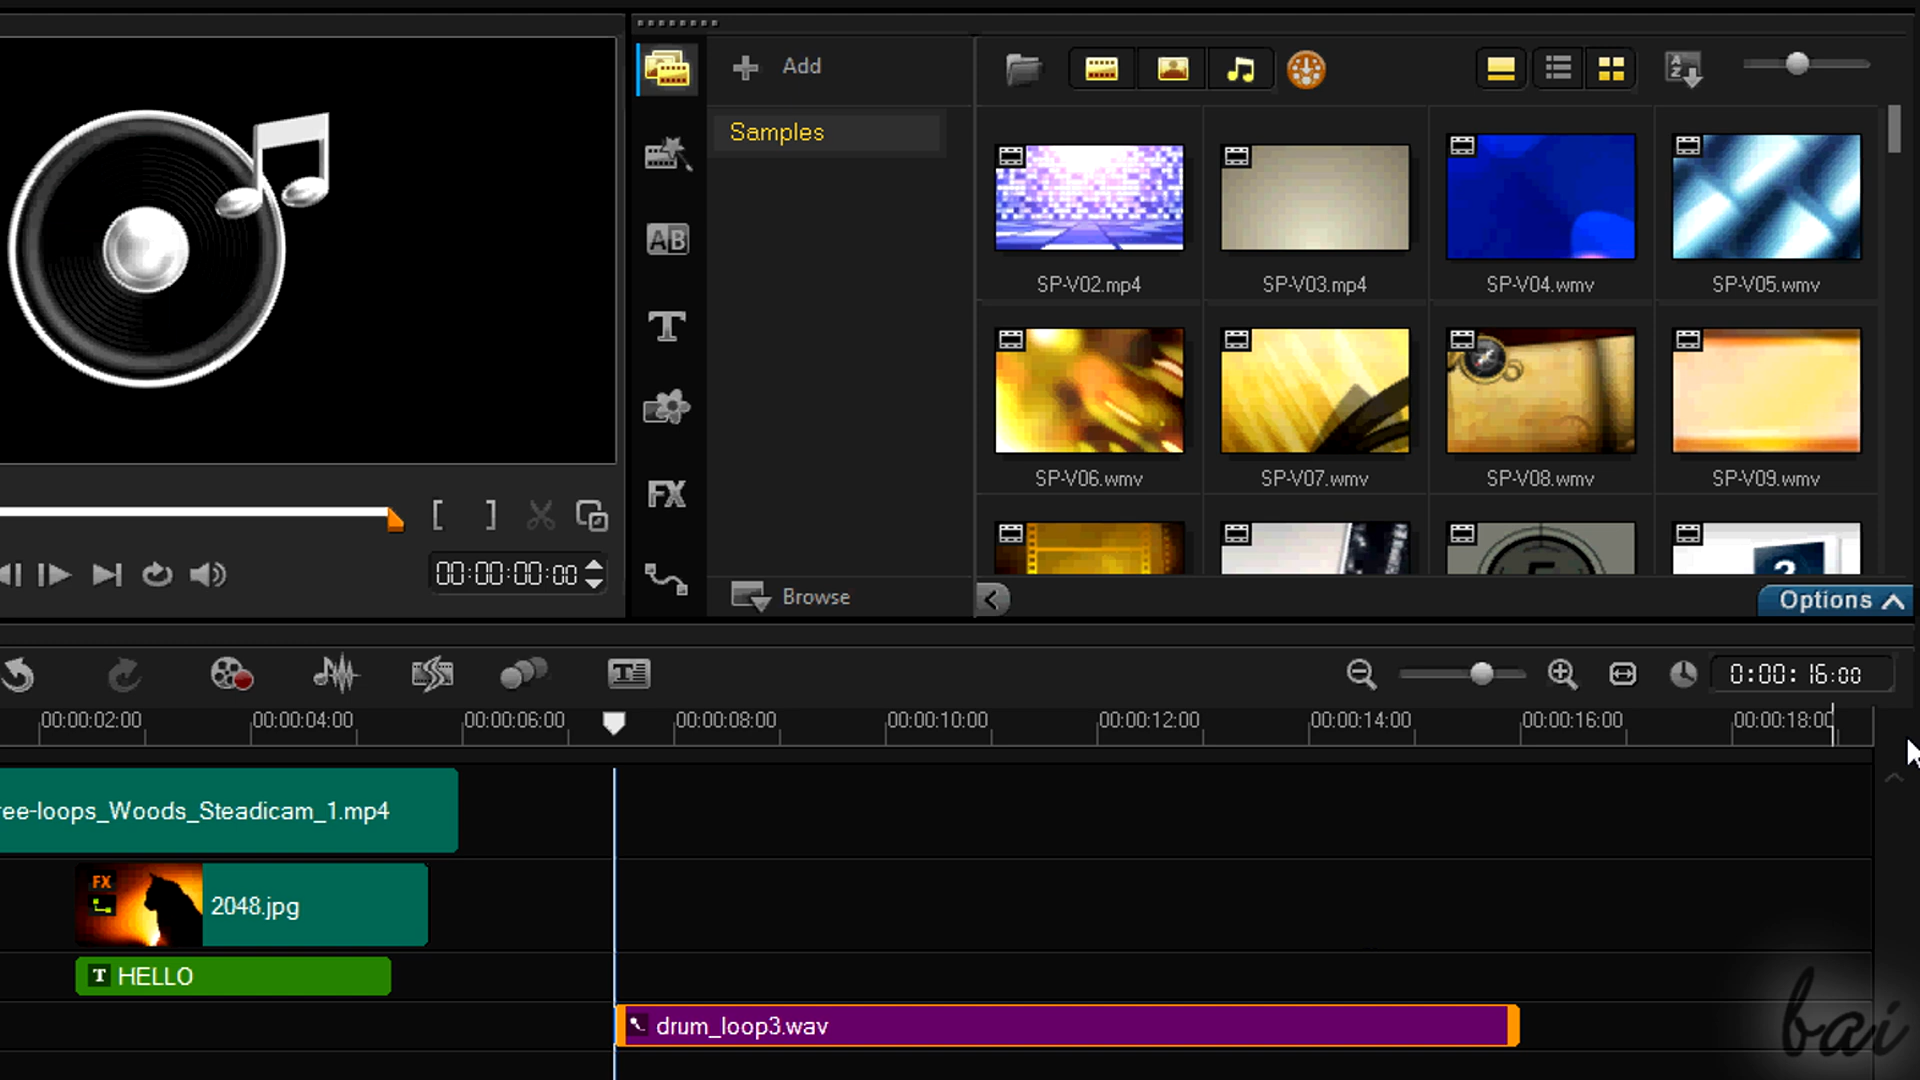 Add
Samples
SP-V02.mp4
SP-V03.mp4
SP-V04.wmv
SP-V05.wmv
SP-V06.wmv
SP-V07.wmv
SP-V08.wmv
SP-V09.wmv
AB
T
FX
A
Z
00:00:00:00
Browse
Options
T
0:00:16:00
00:00:02:00
00:00:04:00
00:00:06:00
00:00:08:00
00:00:10:00
00:00:12:00
00:00:14:00
00:00:16:00
00:00:18:00
ree-loops_Woods_Steadicam_1.mp4
FX
2048.jpg
T HELLO
drum_loop3.wav
bai